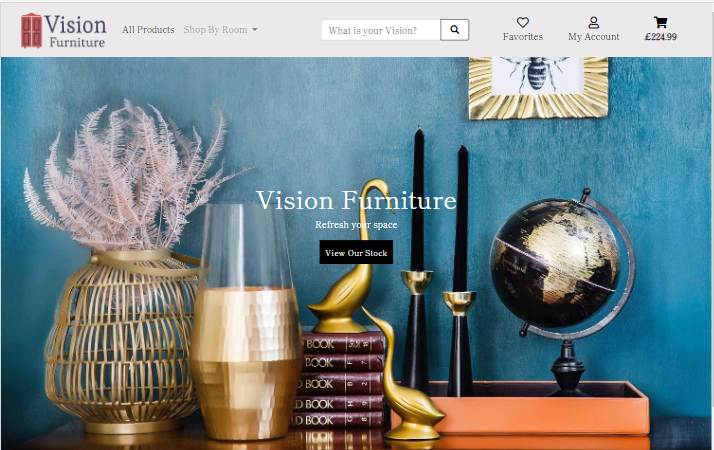 Vision
Furniture
All Products
Shop By Room
What is your Vision?
Favorites
My Account
£224.99
Vision Furniture
Refresh your space
View Our Stock
BOOK
BOOK
BOOK
D BOOK
D BOOK